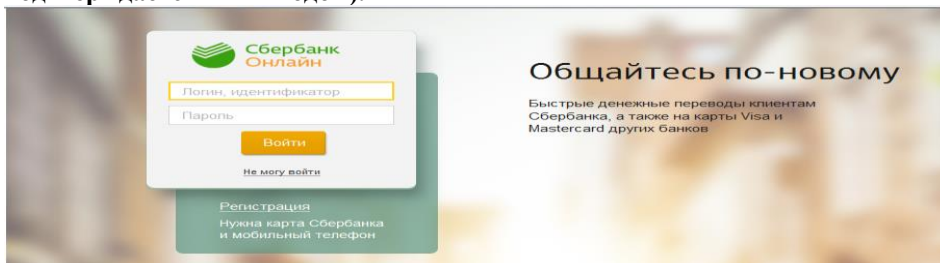 Сбербанк
Онлайн
Логин, идентификатор
Пароль
Войти
Не могу войти
Регистрация
Нужна карта Сбербанка
и мобильный телефон
Общайтесь по-новому
Быстрые денежные переводы клиентам
Сбербанка, а также на карты Visa и
Mastercard других банков